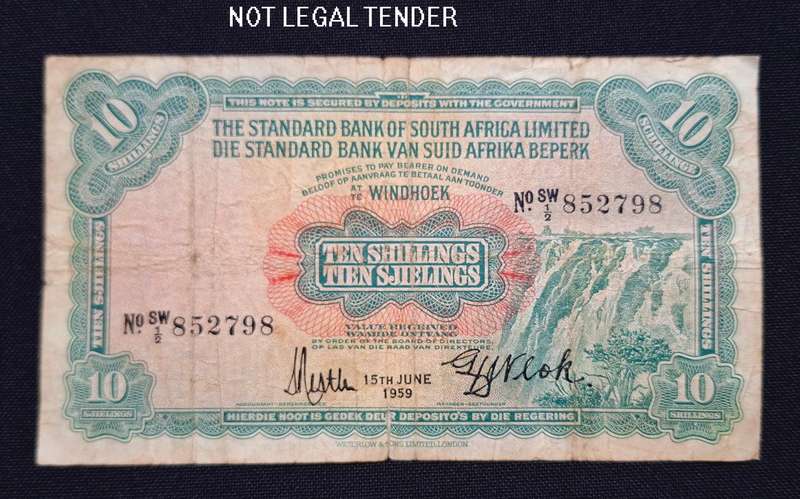 NOT LEGAL TENDER
10 SHILLINGS
THIS NOTE IS SECURED BY DEPOSITS WITH THE GOVERNMENT
10 SHILLINGS
THE STANDARD BANK OF SOUTH AFRICA LIMITED
DIE STANDARD BANK VAN SUID AFRIKA BEPERK
PROMISES TO PAY BEARER ON DEMAND
BELOOF OP AANVRAAG TE BETAAL AAN TOONDER
AT TE WINDHOEK
No. SW 1/2 852798
TEN SHILLINGS
TIEN SJIELINGS
TIEN SJIELINGS
TEN SHILLINGS
No SW 1/2 852798
VALUE RECEIVED
WAARDE ONTVANG
BY ORDER OF THE BOARD OF DIRECTORS,
OP LAS VAN DIE RAAD VAN DIREKTEURE.
15TH JUNE
1959
10 SJIELINGS
10 SHILLINGS
HIERDIE NOOT IS GEDEK DEUR DEPOSITO'S BY DIE REGERING
WATERLOW & SONS LIMITED, LONDON.